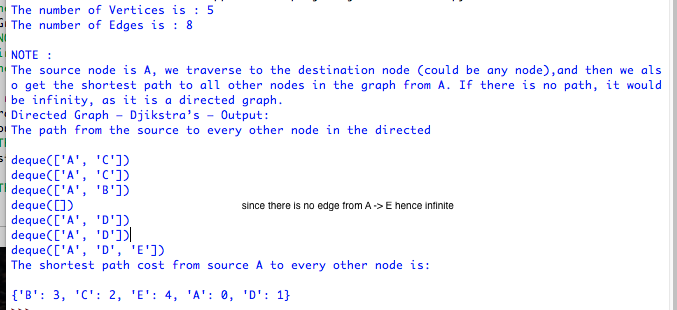 The number of Vertices is : 5
The number of Edges is : 8
NOTE :
The source node is A, we traverse to the destination node (could be any node),and then we als
o get the shortest path to all other nodes in the graph from A. If there is no path, it would
be infinity, as it is a directed graph.
Directed Graph – Djikstra's – Output:
The path from the source to every other node in the directed
deque(['A', 'C'])
deque(['A', 'C'])
deque(['A', 'B'])
deque([]) since there is no edge from A -> E hence infinite
deque(['A', 'D'])
deque(['A', 'D'])
deque(['A', 'D', 'E'])
The shortest path cost from source A to every other node is:
{'B': 3, 'C': 2, 'E': 4, 'A': 0, 'D': 1}